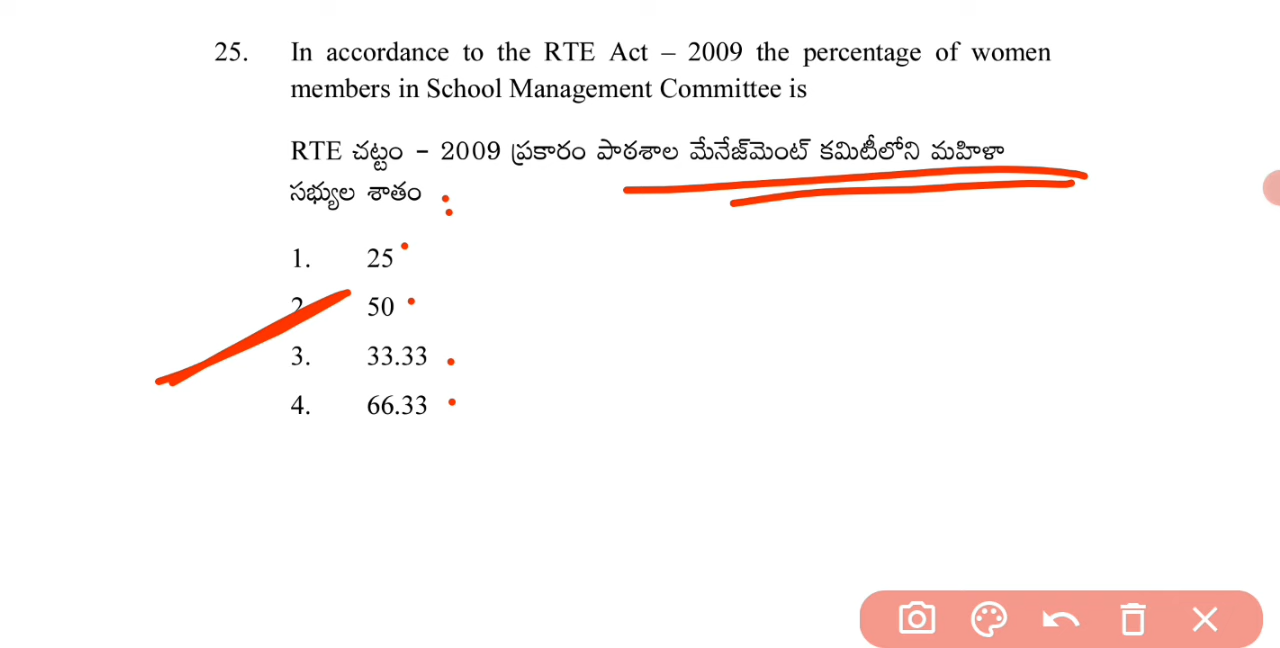 25. In accordance to the RTE Act – 2009 the percentage of women
members in School Management Committee is
RTE చట్టం – 2009 ప్రకారం పాఠశాల మేనేజ్‌మెంట్ కమిటీలోని మహిళా
సభ్యుల శాతం
1. 25
2. 50
3. 33.33
4. 66.33